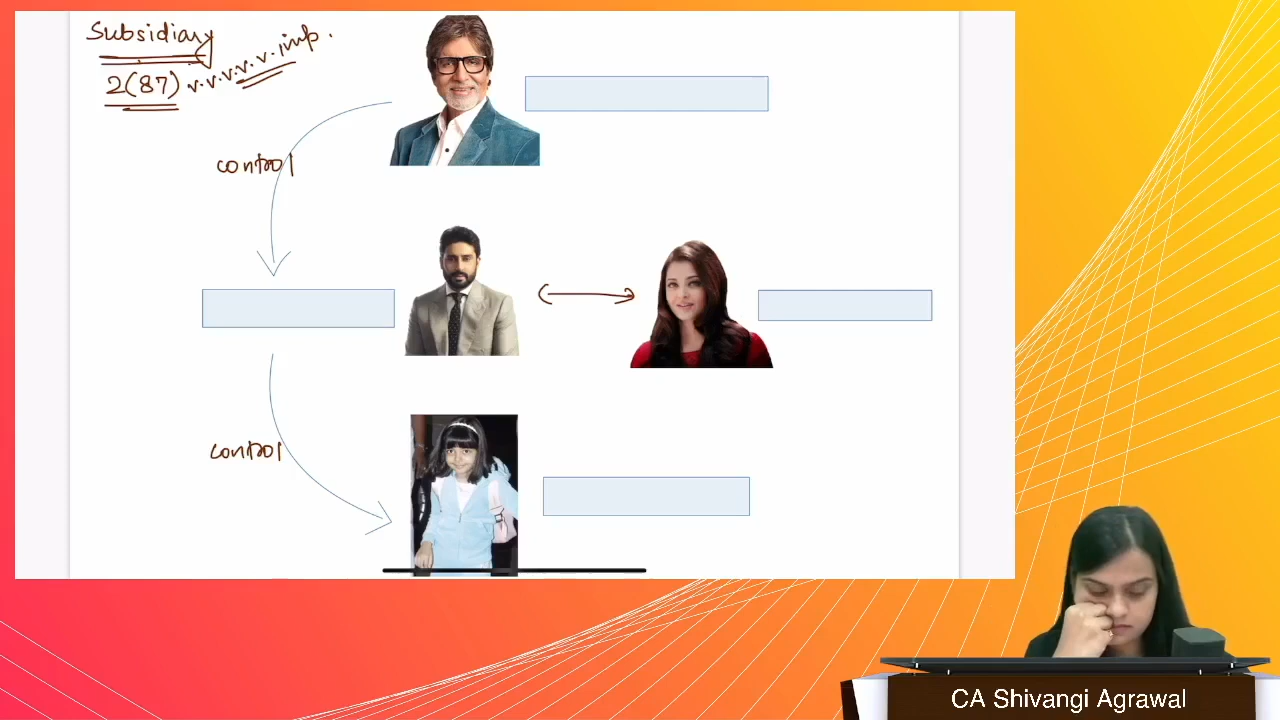 Subsidiary
2(87) v.v.v.v.v. imp.
control
control
CA Shivangi Agrawal